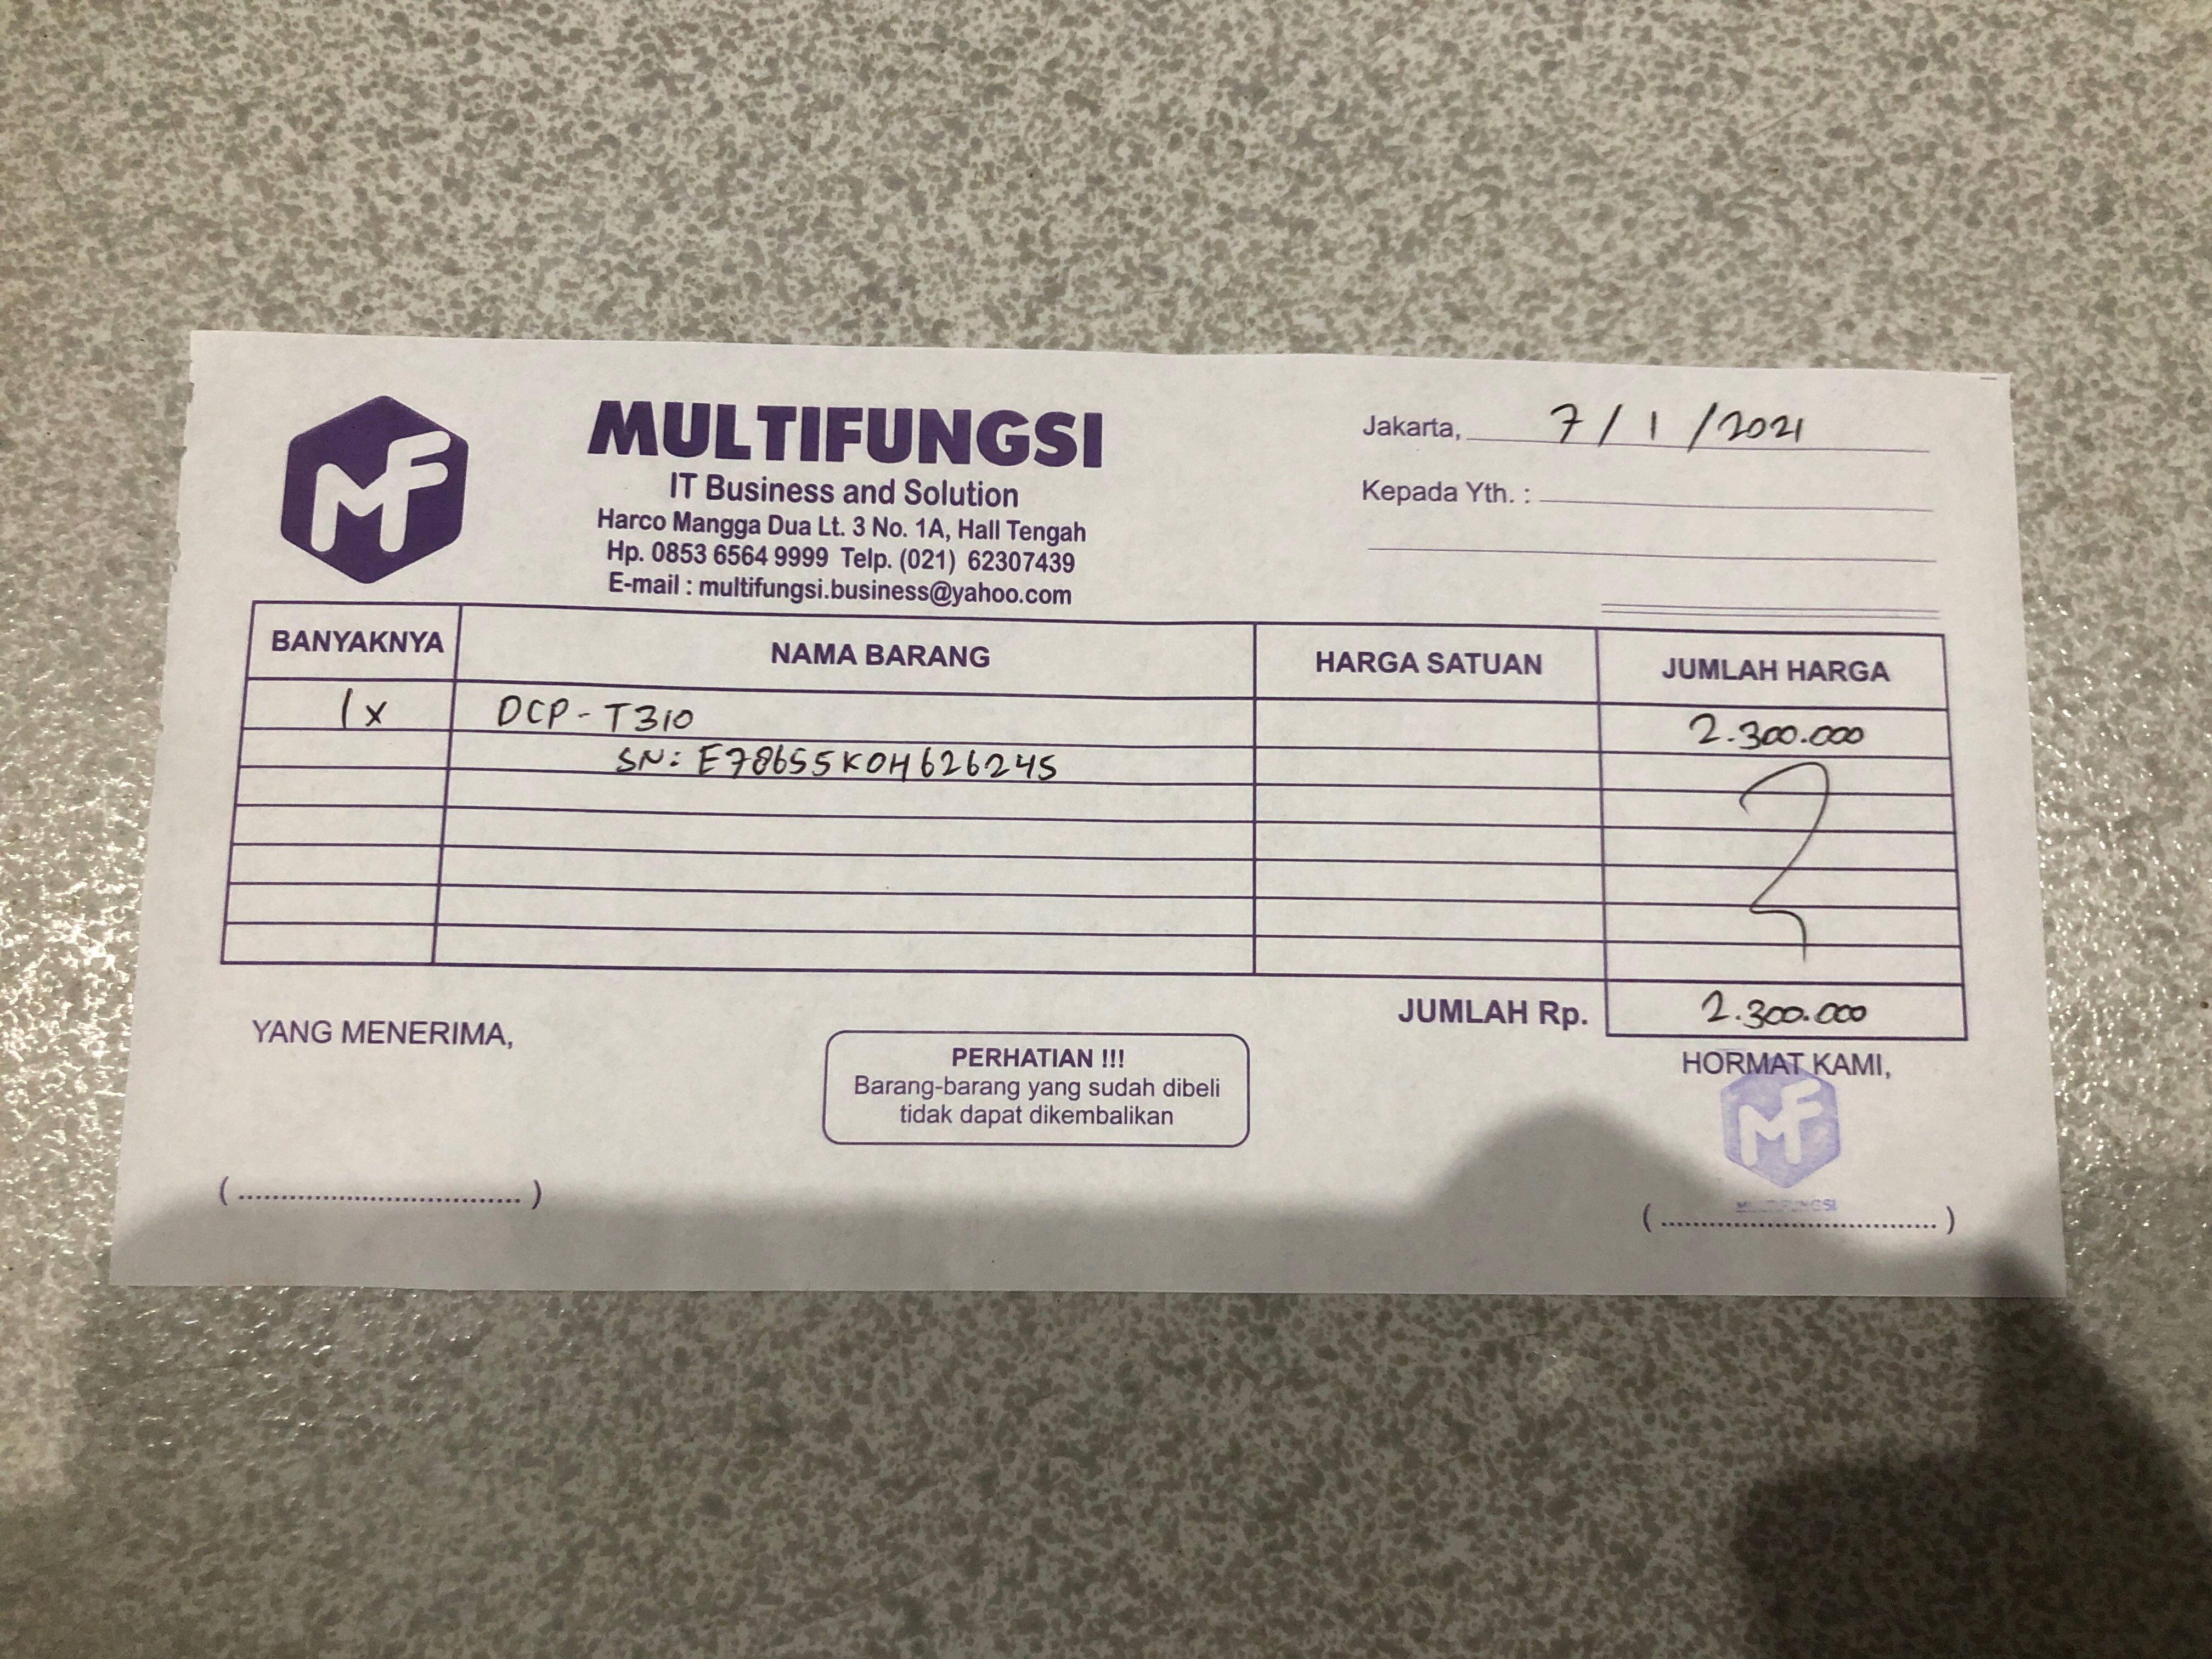 MF
MULTIFUNGSI
IT Business and Solution
Harco Mangga Dua Lt. 3 No. 1A, Hall Tengah
Hp. 0853 6564 9999 Telp. (021) 62307439
E-mail : multifungsi.business@yahoo.com
Jakarta, 7 / 1 / 2021
Kepada Yth. :
BANYAKNYA NAMA BARANG HARGA SATUAN JUMLAH HARGA
1x DCP - T310 2.300.000
SN: E78655K0H626245
JUMLAH Rp. 2.300.000
YANG MENERIMA,
PERHATIAN !!!
Barang-barang yang sudah dibeli
tidak dapat dikembalikan
HORMAT KAMI,
MF
MULTIFUNGSI
(..................................)
(..................................)